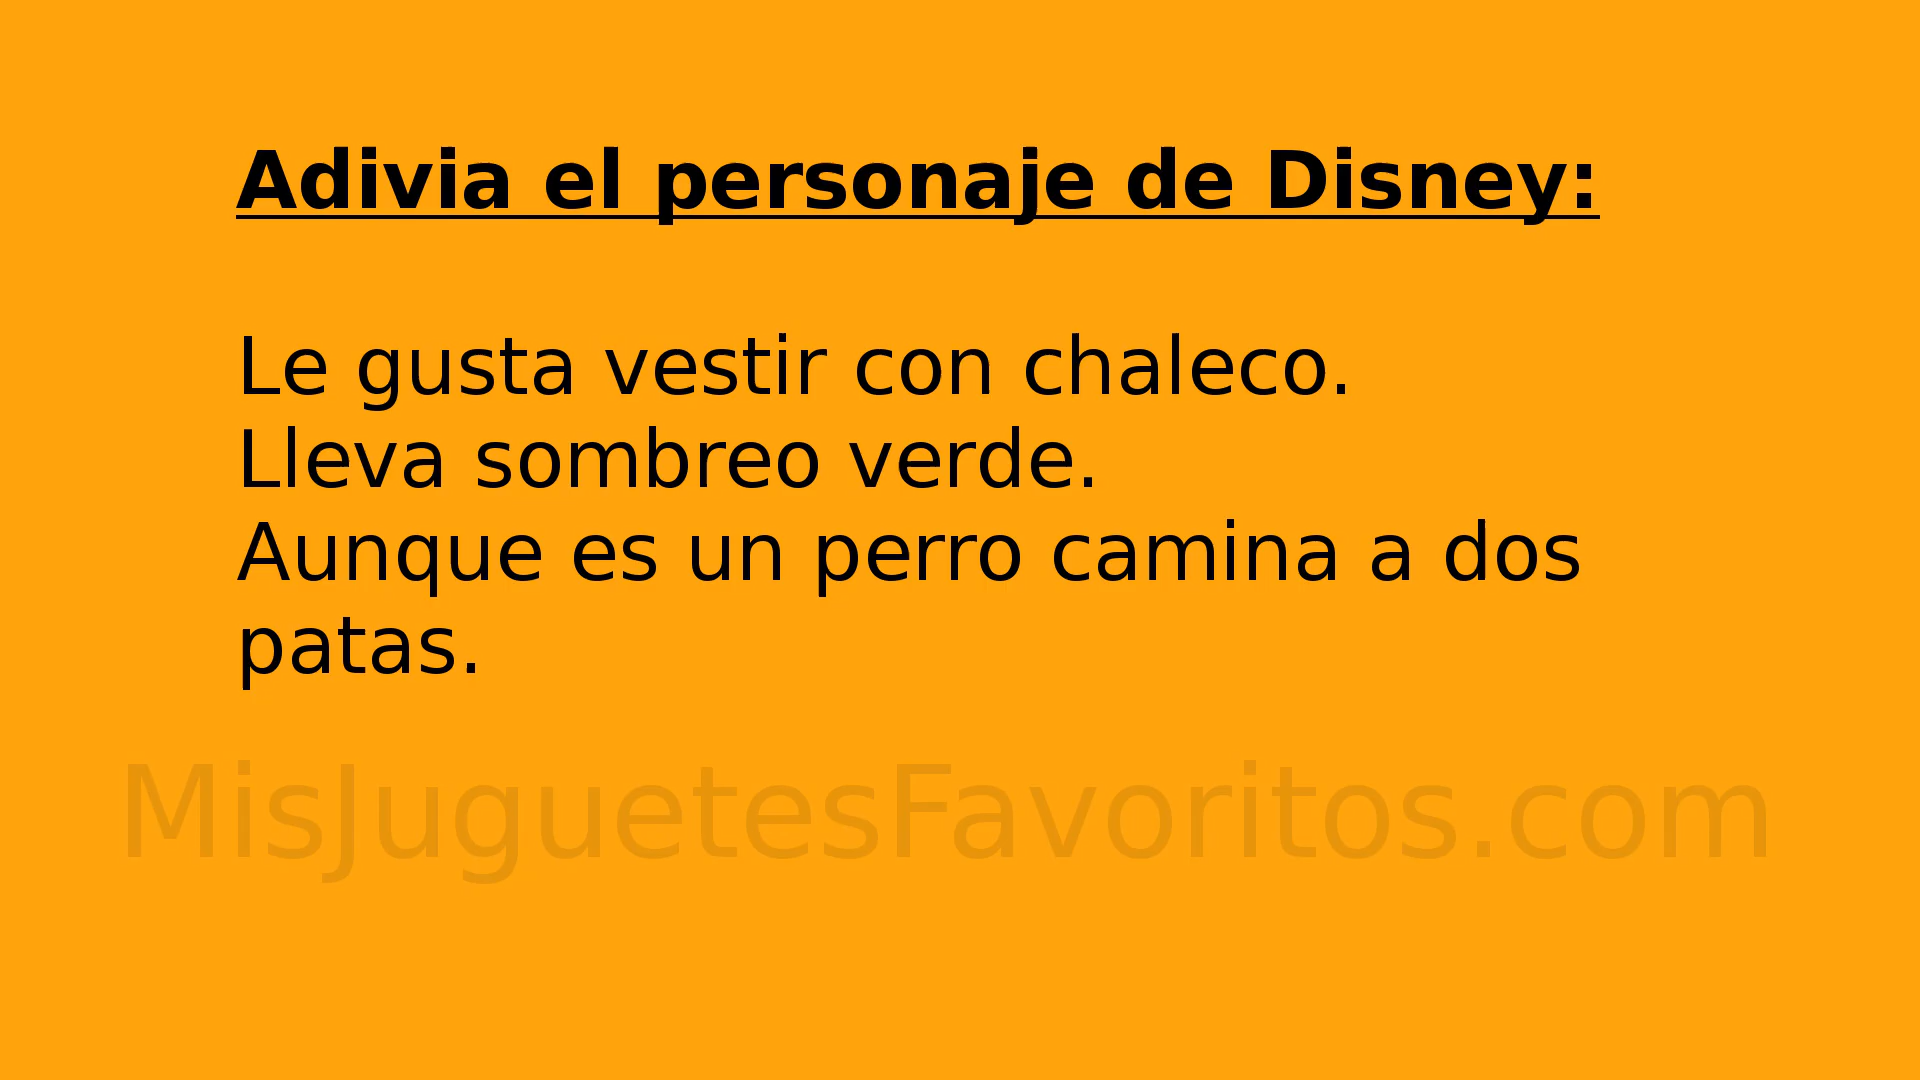 Adivia el personaje de Disney:
Le gusta vestir con chaleco.
Lleva sombreo verde.
Aunque es un perro camina a dos
patas.
MisJuguetesFavoritos.com